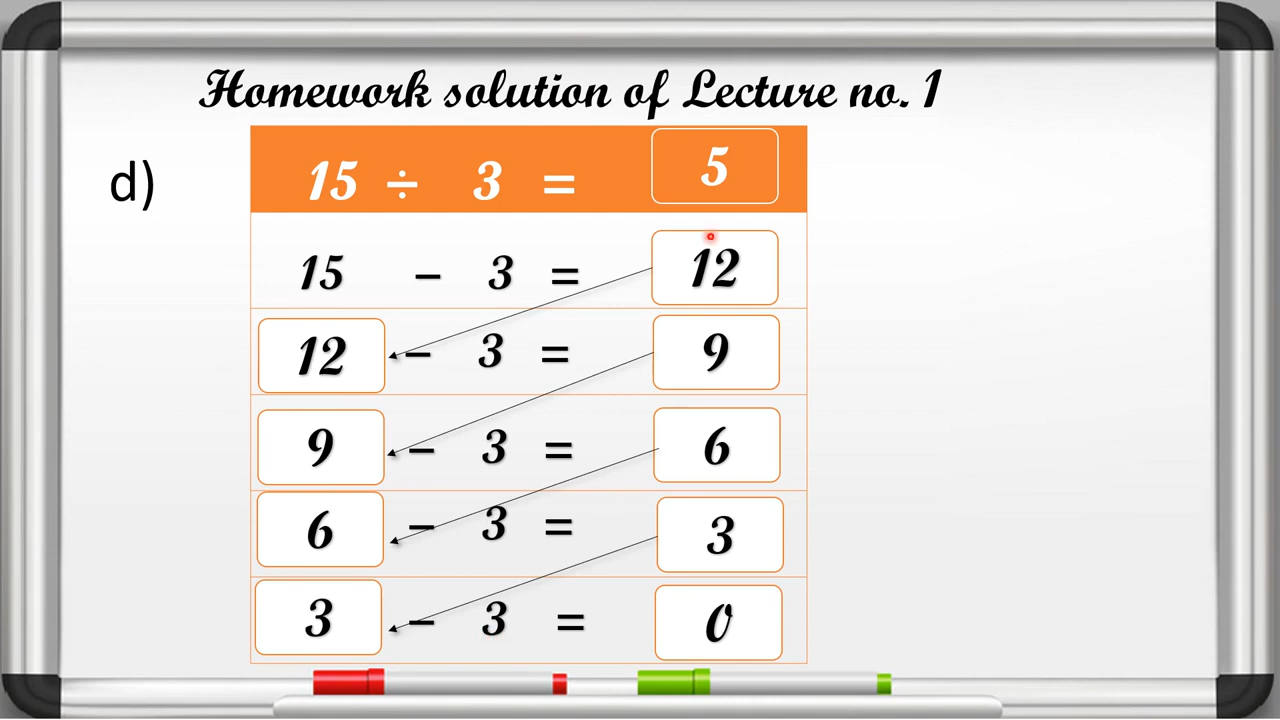 Homework solution of Lecture no. 1
d)
15 ÷ 3 = 5
15 – 3 = 12
12 – 3 = 9
9 – 3 = 6
6 – 3 = 3
3 – 3 = 0